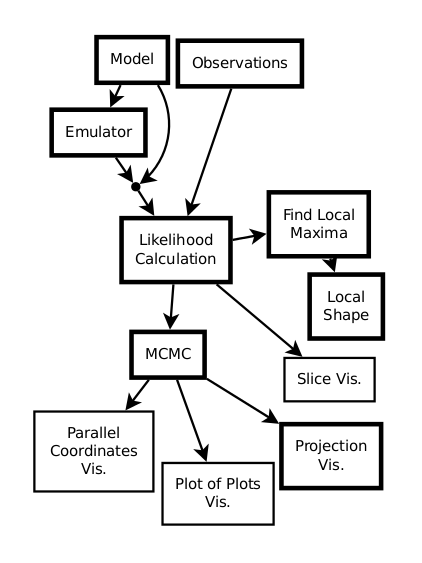 Model
Observations
Emulator
Likelihood
Calculation
Find Local
Maxima
Local
Shape
MCMC
Slice Vis.
Parallel
Coordinates
Vis.
Plot of Plots
Vis.
Projection
Vis.